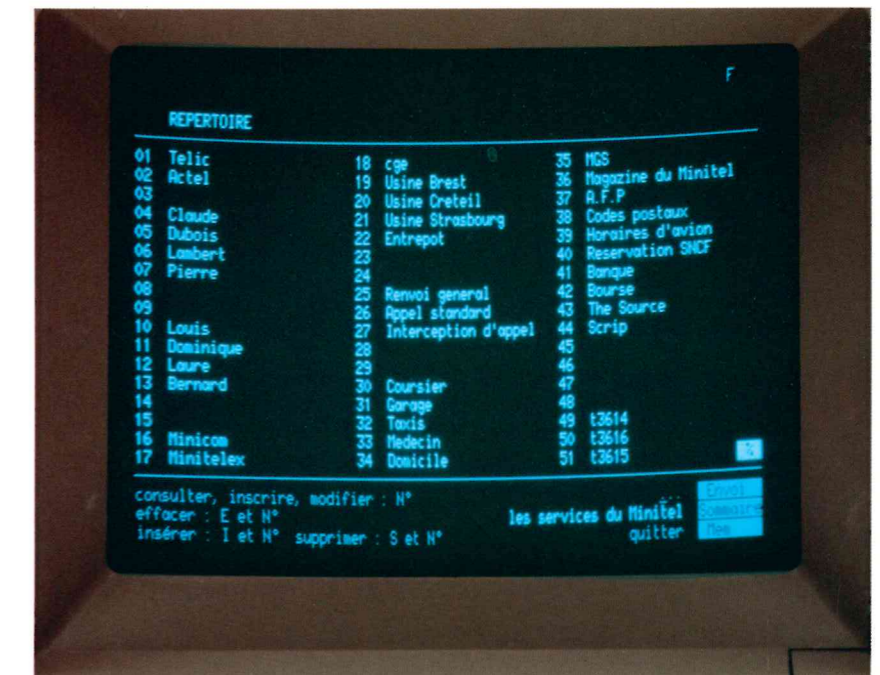 F
REPERTOIRE
01 Telic
02 Actel
03
04 Claude
05 Dubois
06 Lambert
07 Pierre
08
09
10 Louis
11 Dominique
12 Laure
13 Bernard
14
15
16 Minicom
17 Minitelex
18 cge
19 Usine Brest
20 Usine Creteil
21 Usine Strasbourg
22 Entrepot
23
24
25 Renvoi general
26 Appel standard
27 Interception d'appel
28
29
30 Coursier
31 Garage
32 Taxis
33 Medecin
34 Domicile
35 MGS
36 Magazine du Minitel
37 A.F.P
38 Codes postaux
39 Horaires d'avion
40 Reservation SNCF
41 Banque
42 Bourse
43 The Source
44 Scrip
45
46
47
48
49 t3614
50 t3616
51 t3615
consulter, inscrire, modifier : N°
effacer : E et N°
insérer : I et N° supprimer : S et N°
.. Envoi
les services du Minitel Sommaire
quitter